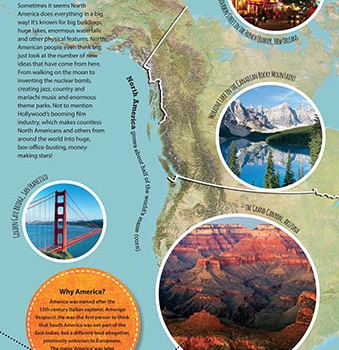 Sometimes it seems North
America does everything in a big
way! It's known for big buildings,
huge lakes, enormous waterfalls
and other physical features. North
American people even think big;
just look at the number of new
ideas that have come from here.
From walking on the moon to
inventing the nuclear bomb,
creating jazz, country and
mariachi music and enormous
theme parks. Not to mention
Hollywood's booming film
industry, which makes countless
North Americans and others from
around the world into huge,
box-office-busting, money-
making stars!
North America grows about half of the world's maize (corn)
Street in the French Quarter, New Orleans
Moraine Lake in the Canadian Rocky Mountains
The Grand Canyon, Arizona
Golden Gate Bridge, San Francisco
Why America?
America was named after the
15th-century Italian explorer, Amerigo
Vespucci. He was the first person to think
that South America was not part of the
East Indies, but a different land altogether,
previously unknown to Europeans.
The name 'America' was later